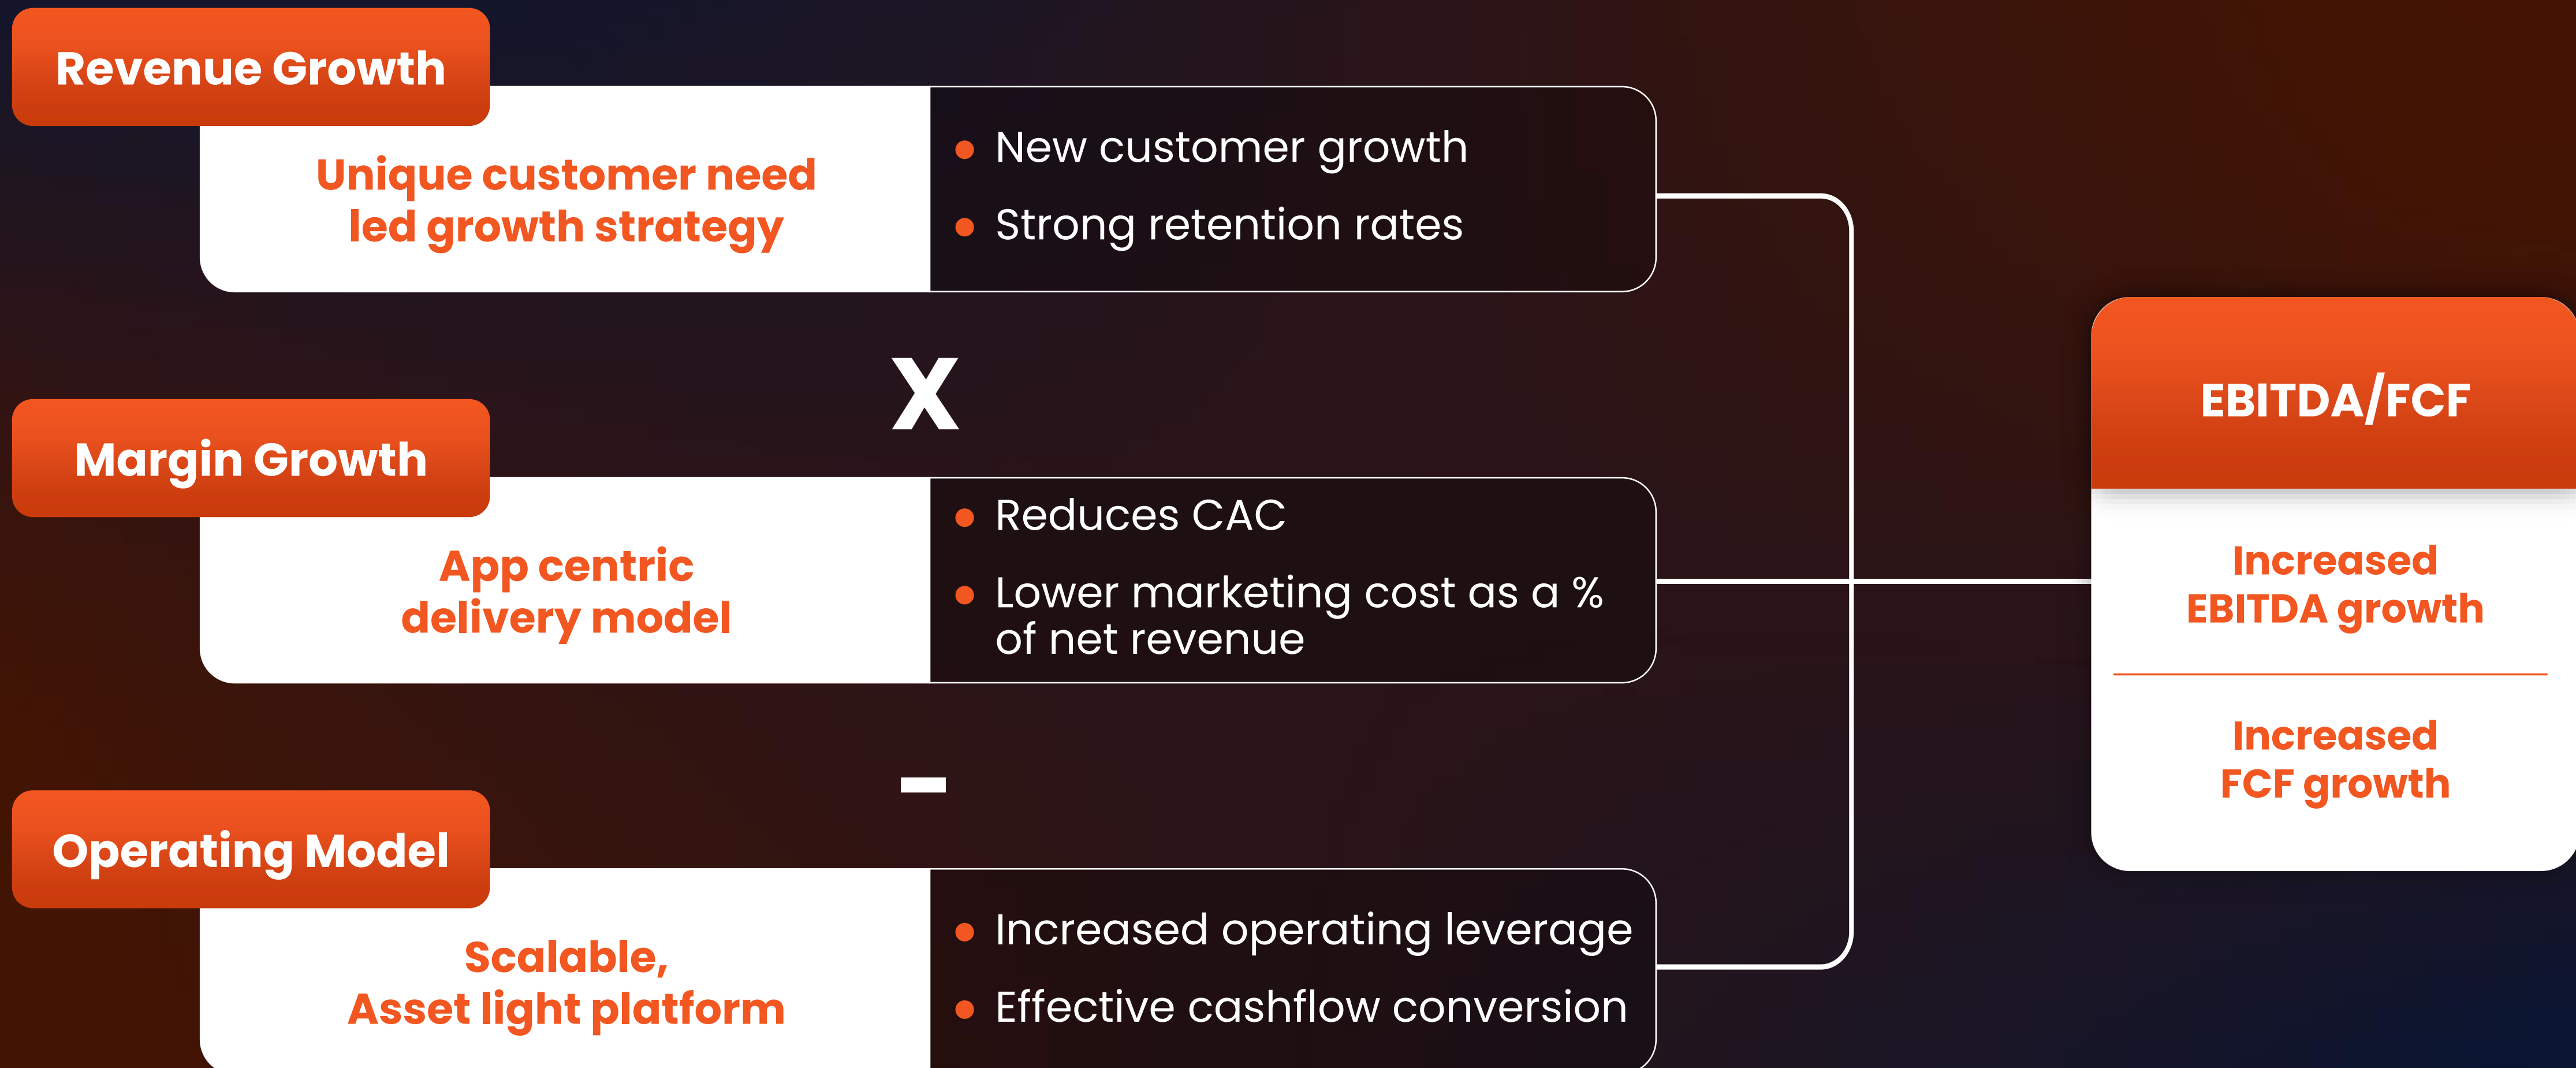 Revenue Growth
Unique customer need
led growth strategy
New customer growth
Strong retention rates
x
Margin Growth
App centric
delivery model
Reduces CAC
Lower marketing cost as a %
of net revenue
-
Operating Model
Scalable,
Asset light platform
Increased operating leverage
Effective cashflow conversion
EBITDA/FCF
Increased
EBITDA growth
Increased
FCF growth